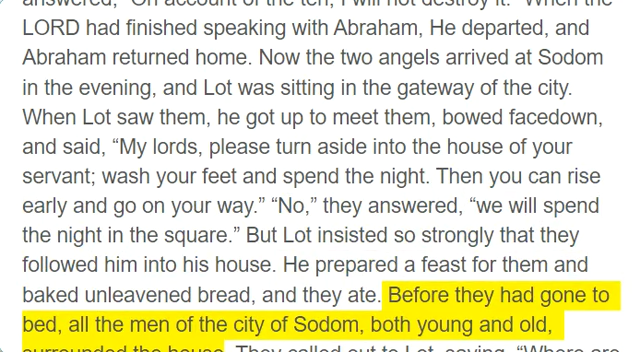 answered, “On account of the ten, I will not destroy it.” When the
LORD had finished speaking with Abraham, He departed, and
Abraham returned home. Now the two angels arrived at Sodom
in the evening, and Lot was sitting in the gateway of the city.
When Lot saw them, he got up to meet them, bowed facedown,
and said, “My lords, please turn aside into the house of your
servant; wash your feet and spend the night. Then you can rise
early and go on your way.” “No,” they answered, “we will spend
the night in the square.” But Lot insisted so strongly that they
followed him into his house. He prepared a feast for them and
baked unleavened bread, and they ate. Before they had gone to
bed, all the men of the city of Sodom, both young and old,
surrounded the house. They called out to Lot, saying, “Where are